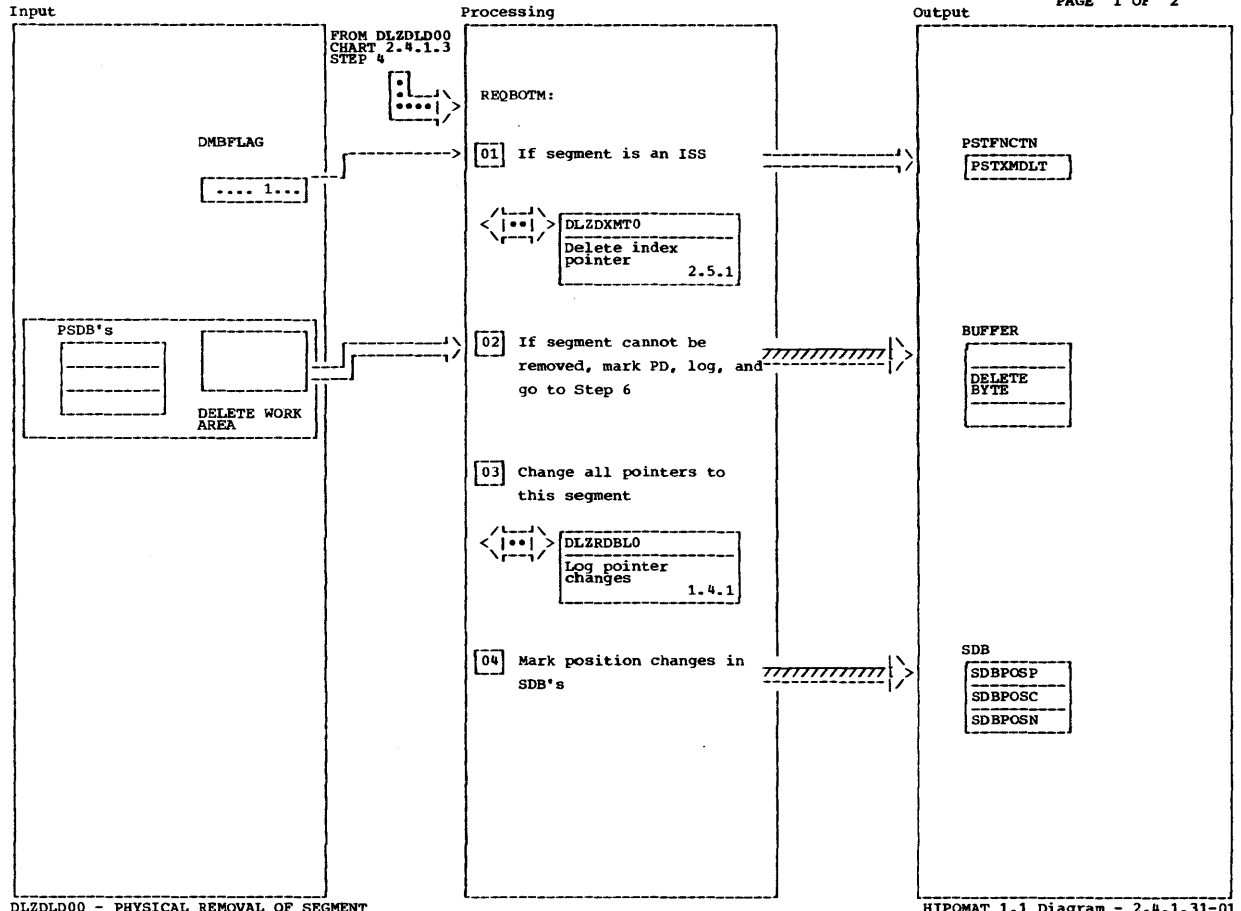 PAGE 1 OF 2
Input
Processing
Output
FROM DLZDLD00
CHART 2.4.1.3
STEP 4
REQBOTM:
DMBFLAG
.... 1...
01 If segment is an ISS
PSTFNCTN
PSTXMDLT
DLZDXMT0
Delete index
pointer
2.5.1
PSDB's
DELETE WORK
AREA
02 If segment cannot be
removed, mark PD, log, and
go to Step 6
BUFFER
DELETE
BYTE
03 Change all pointers to
this segment
DLZRDBL0
Log pointer
changes
1.4.1
04 Mark position changes in
SDB's
SDB
SDBPOSP
SDBPOSC
SDBPOSN
DLZDLD00 - PHYSICAL REMOVAL OF SEGMENT
HIPOMAT 1.1 Diagram - 2.4.1.31-01